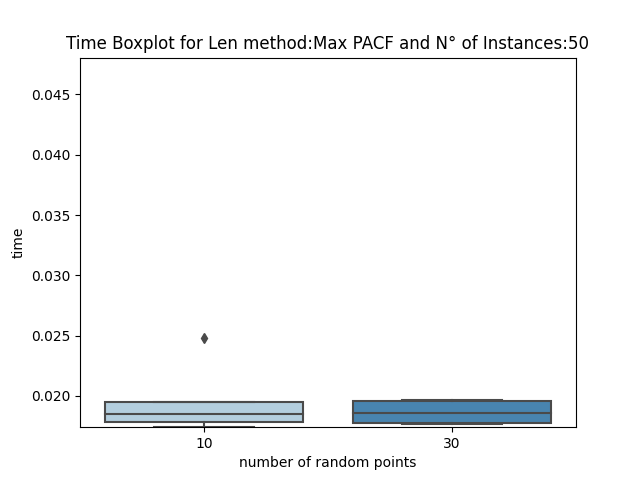 Time Boxplot for Len method:Max PACF and N° of Instances:50
0.045
0.040
0.035
0.030
0.025
0.020
time
10
30
number of random points